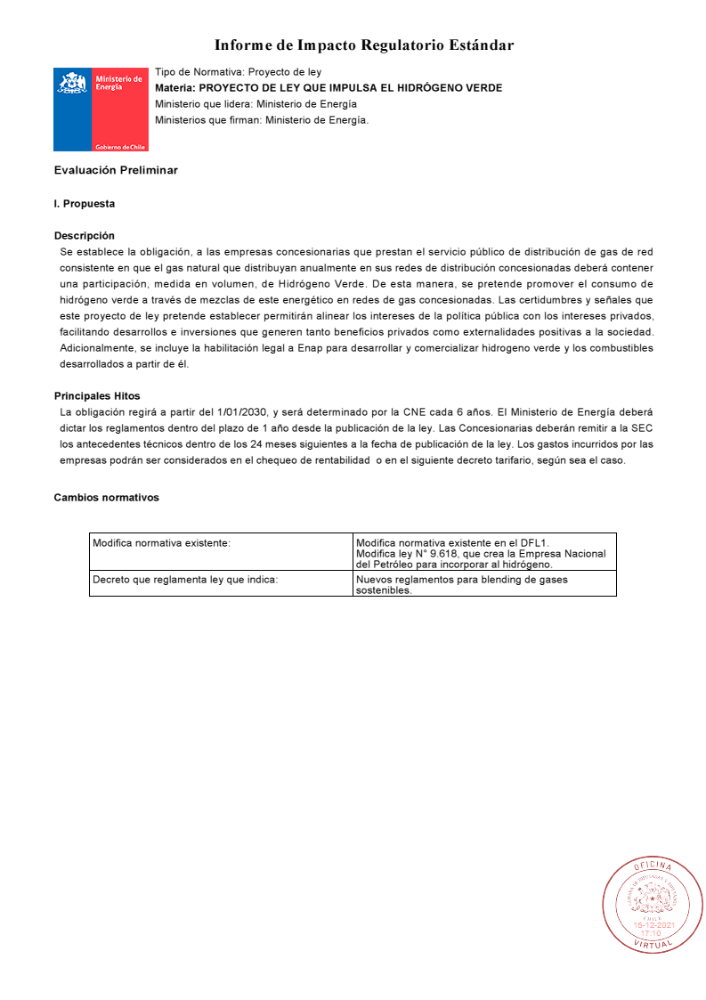 Informe de Impacto Regulatorio Estándar
Ministerio de
Energía
Gobierno de Chile
Tipo de Normativa: Proyecto de ley
Materia: PROYECTO DE LEY QUE IMPULSA EL HIDRÓGENO VERDE
Ministerio que lidera: Ministerio de Energía
Ministerios que firman: Ministerio de Energía.
Evaluación Preliminar
I. Propuesta
Descripción
Se establece la obligación, a las empresas concesionarias que prestan el servicio público de distribución de gas de red
consistente en que el gas natural que distribuyan anualmente en sus redes de distribución concesionadas deberá contener
una participación, medida en volumen, de Hidrógeno Verde. De esta manera, se pretende promover el consumo de
hidrógeno verde a través de mezclas de este energético en redes de gas concesionadas. Las certidumbres y señales que
este proyecto de ley pretende establecer permitirán alinear los intereses de la política pública con los intereses privados,
facilitando desarrollos e inversiones que generen tanto beneficios privados como externalidades positivas a la sociedad.
Adicionalmente, se incluye la habilitación legal a Enap para desarrollar y comercializar hidrogeno verde y los combustibles
desarrollados a partir de él.
Principales Hitos
La obligación regirá a partir del 1/01/2030, y será determinado por la CNE cada 6 años. El Ministerio de Energía deberá
dictar los reglamentos dentro del plazo de 1 año desde la publicación de la ley. Las Concesionarias deberán remitir a la SEC
los antecedentes técnicos dentro de los 24 meses siguientes a la fecha de publicación de la ley. Los gastos incurridos por las
empresas podrán ser considerados en el chequeo de rentabilidad o en el siguiente decreto tarifario, según sea el caso.
Cambios normativos
Modifica normativa existente:
Modifica normativa existente en el DFL1.
Modifica ley N° 9.618, que crea la Empresa Nacional
del Petróleo para incorporar al hidrógeno.
Decreto que reglamenta ley que indica:
Nuevos reglamentos para blending de gases
sostenibles.
OFICINA
CÁMARA DE DIPUTADAS Y DIPUTADOS
CHILE
15-12-2021
17:10
VIRTUAL